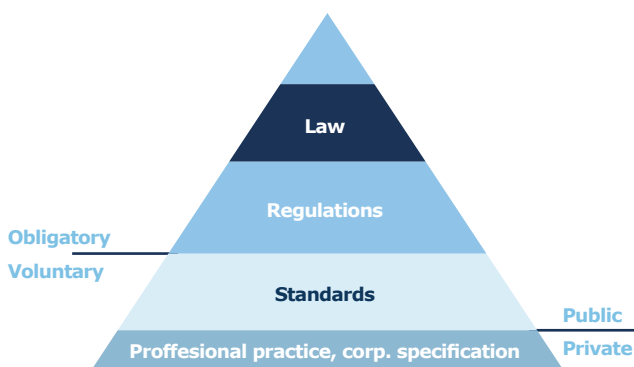 Law
Regulations
Obligatory
Voluntary
Standards
Public
Proffesional practice, corp. specification
Private